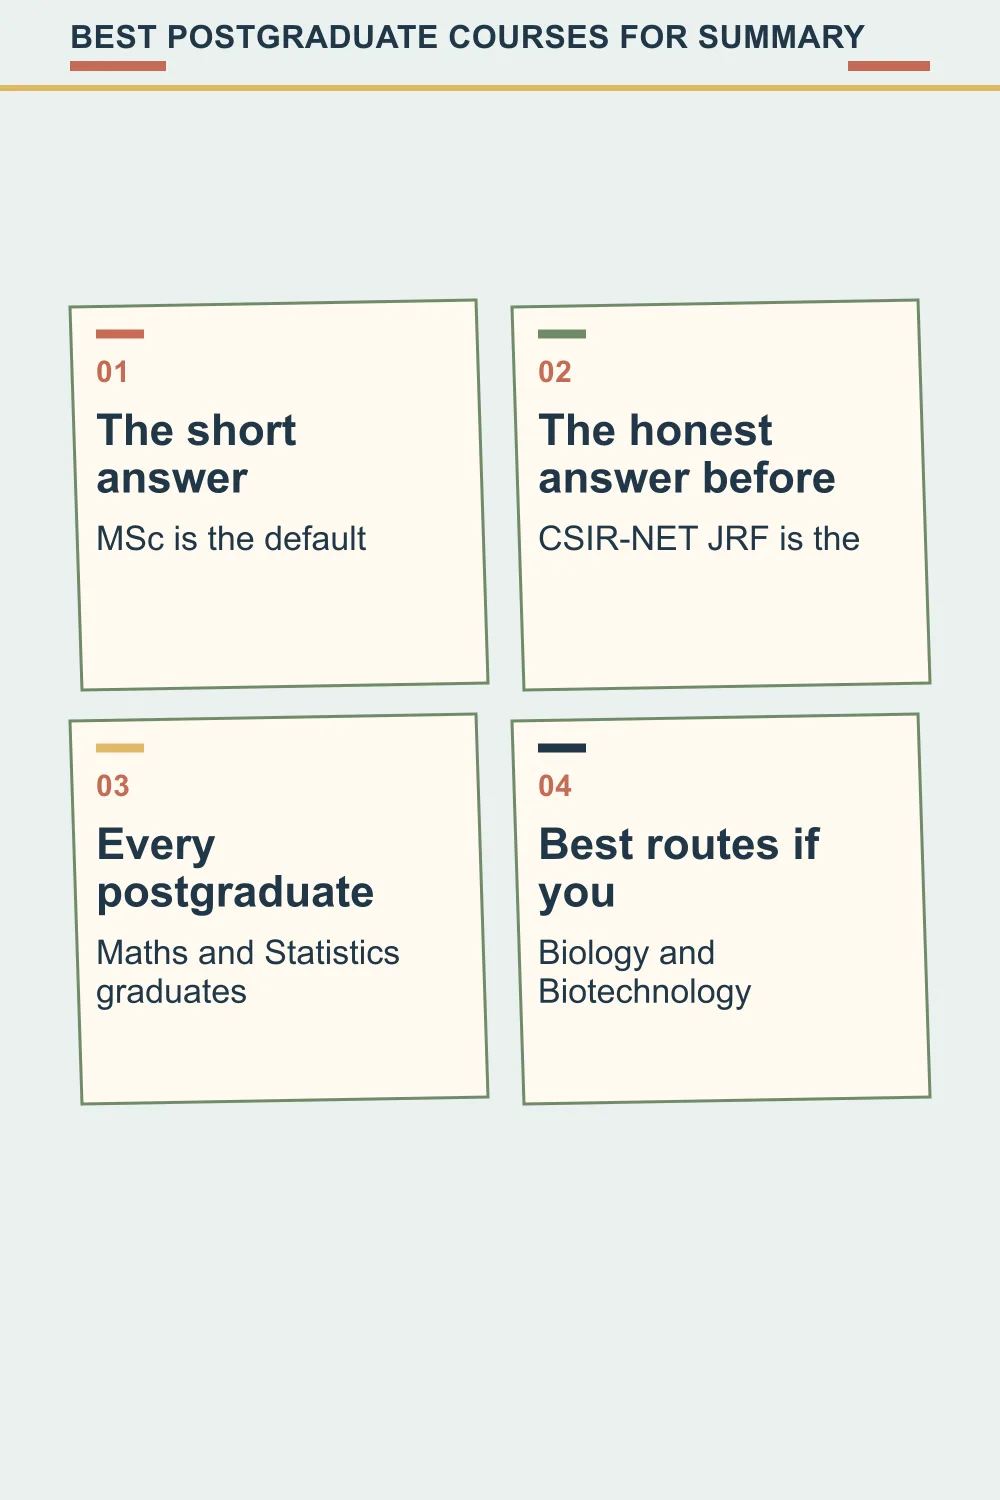 BEST POSTGRADUATE COURSES FOR SUMMARY
01
The short
answer
MSc is the default
02
The honest
answer before
CSIR-NET JRF is the
03
Every
postgraduate
Maths and Statistics
graduates
04
Best routes if
you
Biology and
Biotechnology